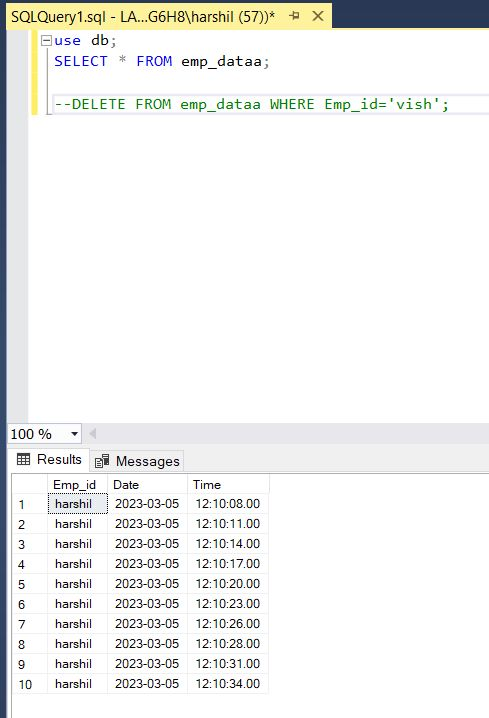 SQLQuery1.sql - LA...G6H8\harshil (57))*
use db;
SELECT * FROM emp_dataa;
--DELETE FROM emp_dataa WHERE Emp_id='vish';
100 %
Results Messages
Emp_id Date Time
1 harshil 2023-03-05 12:10:08.00
2 harshil 2023-03-05 12:10:11.00
3 harshil 2023-03-05 12:10:14.00
4 harshil 2023-03-05 12:10:17.00
5 harshil 2023-03-05 12:10:20.00
6 harshil 2023-03-05 12:10:23.00
7 harshil 2023-03-05 12:10:26.00
8 harshil 2023-03-05 12:10:28.00
9 harshil 2023-03-05 12:10:31.00
10 harshil 2023-03-05 12:10:34.00